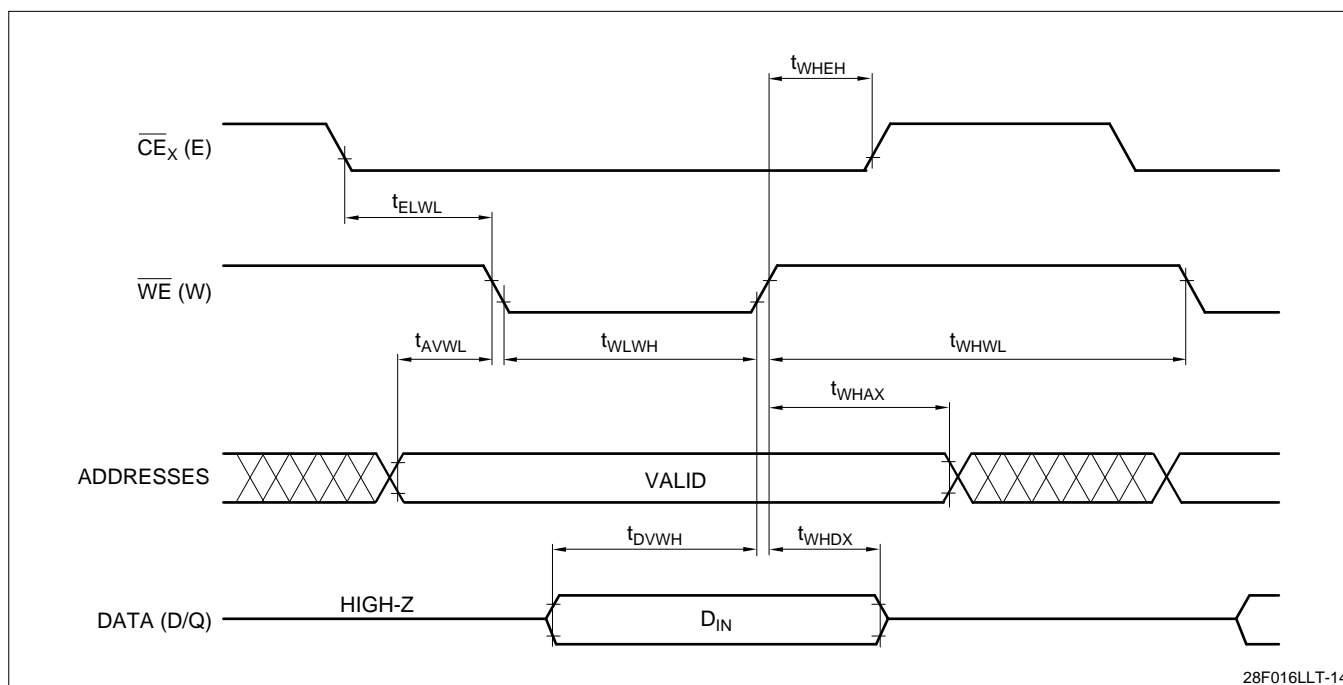 tWHEH
CEX (E)
tELWL
WE (W)
tAVWL
tWLWH
tWHWL
tWHAX
ADDRESSES
VALID
tDVWH
tWHDX
HIGH-Z
DATA (D/Q)
DIN
28F016LLT-14